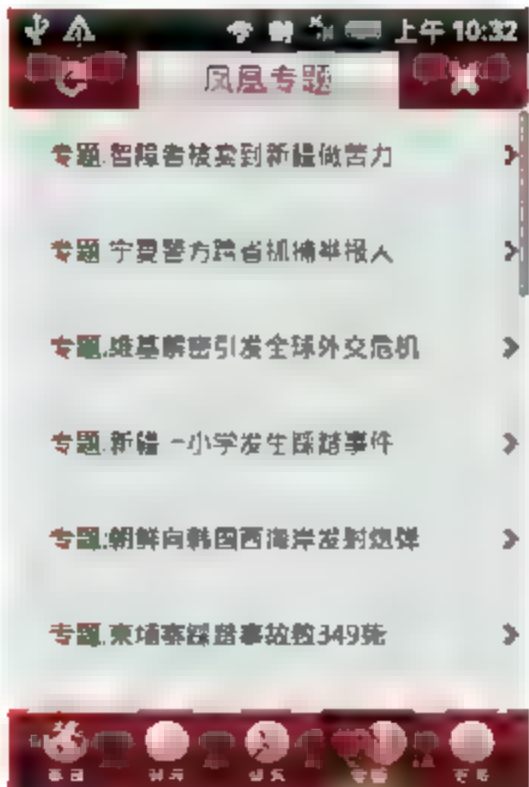 上午 10:32
凤凰专题
专题.智障者被卖到新疆做苦力
专题.宁夏警方跨省抓捕举报人
专题.维基解密引发全球外交危机
专题.新疆一小学发生踩踏事件
专题.朝鲜向韩国西海岸发射炮弹
专题.柬埔寨踩踏事故致349死
专题